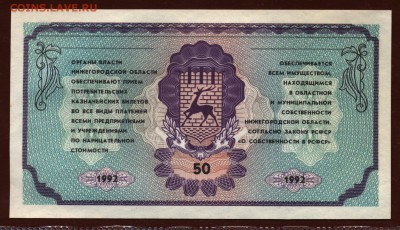 COINS.LAVE.RU
ОРГАНЫ ВЛАСТИ
НИЖЕГОРОДСКОЙ ОБЛАСТИ
ОБЕСПЕЧИВАЮТ ПРИЕМ
ПОТРЕБИТЕЛЬСКИХ
КАЗНАЧЕЙСКИХ БИЛЕТОВ
ВО ВСЕ ВИДЫ ПЛАТЕЖЕЙ
ВСЕМИ ПРЕДПРИЯТИЯМИ
И УЧРЕЖДЕНИЯМИ
ПО НАРИЦАТЕЛЬНОЙ
СТОИМОСТИ
ОБЕСПЕЧИВАЕТСЯ
ВСЕМ ИМУЩЕСТВОМ,
НАХОДЯЩИМСЯ
В ОБЛАСТНОЙ
И МУНИЦИПАЛЬНОЙ
СОБСТВЕННОСТИ
НИЖЕГОРОДСКОЙ ОБЛАСТИ,
СОГЛАСНО ЗАКОНУ РСФСР
«О СОБСТВЕННОСТИ В РСФСР»
50
1992
1992